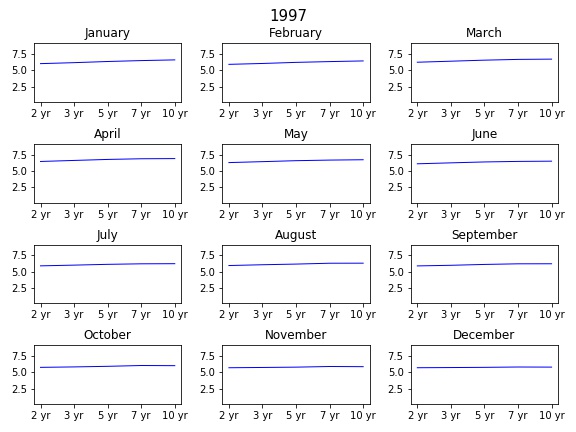 1997
January February March
7.5 7.5 7.5
5.0 5.0 5.0
2.5 2.5 2.5
2 yr 3 yr 5 yr 7 yr 10 yr 2 yr 3 yr 5 yr 7 yr 10 yr 2 yr 3 yr 5 yr 7 yr 10 yr
April May June
7.5 7.5 7.5
5.0 5.0 5.0
2.5 2.5 2.5
2 yr 3 yr 5 yr 7 yr 10 yr 2 yr 3 yr 5 yr 7 yr 10 yr 2 yr 3 yr 5 yr 7 yr 10 yr
July August September
7.5 7.5 7.5
5.0 5.0 5.0
2.5 2.5 2.5
2 yr 3 yr 5 yr 7 yr 10 yr 2 yr 3 yr 5 yr 7 yr 10 yr 2 yr 3 yr 5 yr 7 yr 10 yr
October November December
7.5 7.5 7.5
5.0 5.0 5.0
2.5 2.5 2.5
2 yr 3 yr 5 yr 7 yr 10 yr 2 yr 3 yr 5 yr 7 yr 10 yr 2 yr 3 yr 5 yr 7 yr 10 yr